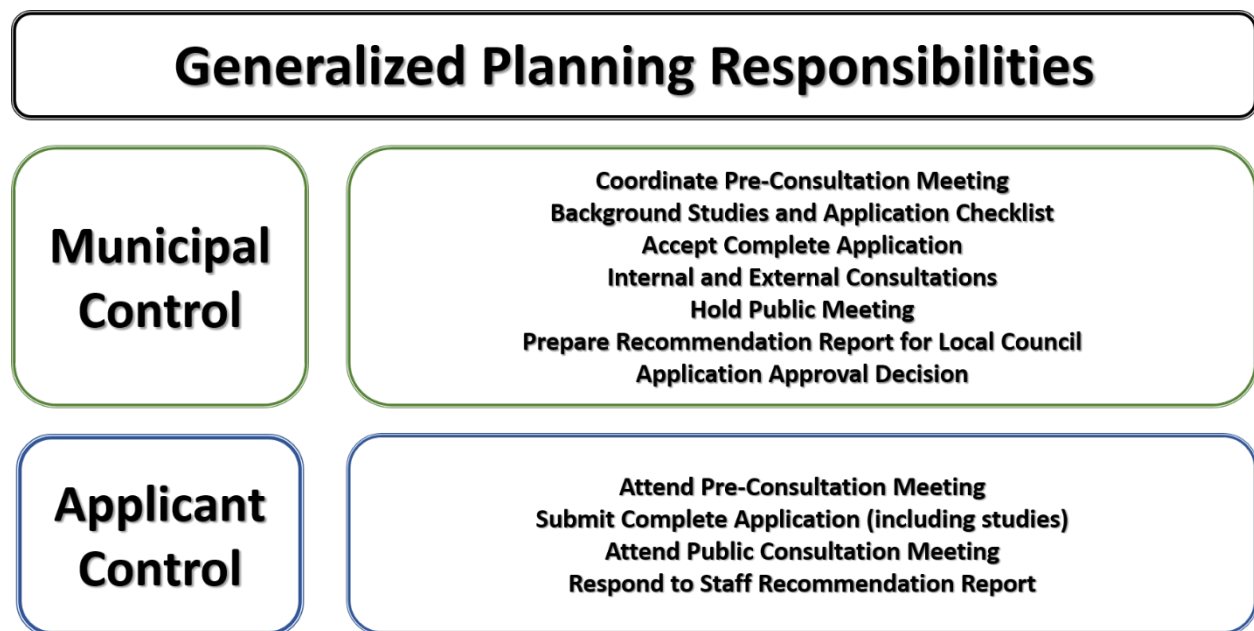 Generalized Planning Responsibilities
Municipal
Control
Coordinate Pre-Consultation Meeting
Background Studies and Application Checklist
Accept Complete Application
Internal and External Consultations
Hold Public Meeting
Prepare Recommendation Report for Local Council
Application Approval Decision
Applicant
Control
Attend Pre-Consultation Meeting
Submit Complete Application (including studies)
Attend Public Consultation Meeting
Respond to Staff Recommendation Report